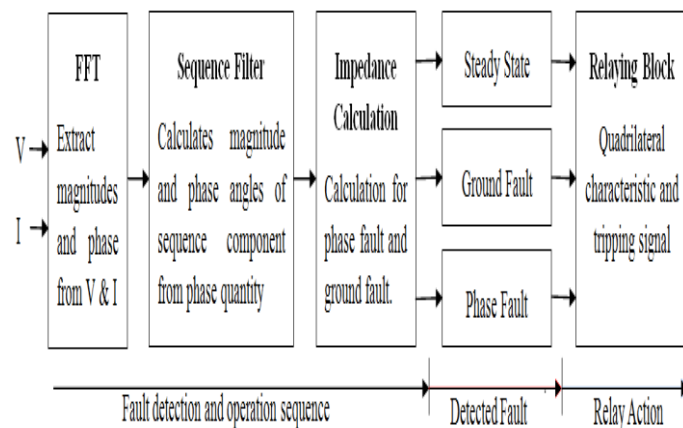 V
I
FFT
Extract
magnitudes
and phase
from V & I
Sequence Filter
Calculates magnitude
and phase angles of
sequence component
from phase quantity
Impedance
Calculation
Calculation for
phase fault and
ground fault.
Steady State
Ground Fault
Phase Fault
Relaying Block
Quadrilateral
characteristic and
tripping signal
Fault detection and operation sequence
Detected Fault
Relay Action